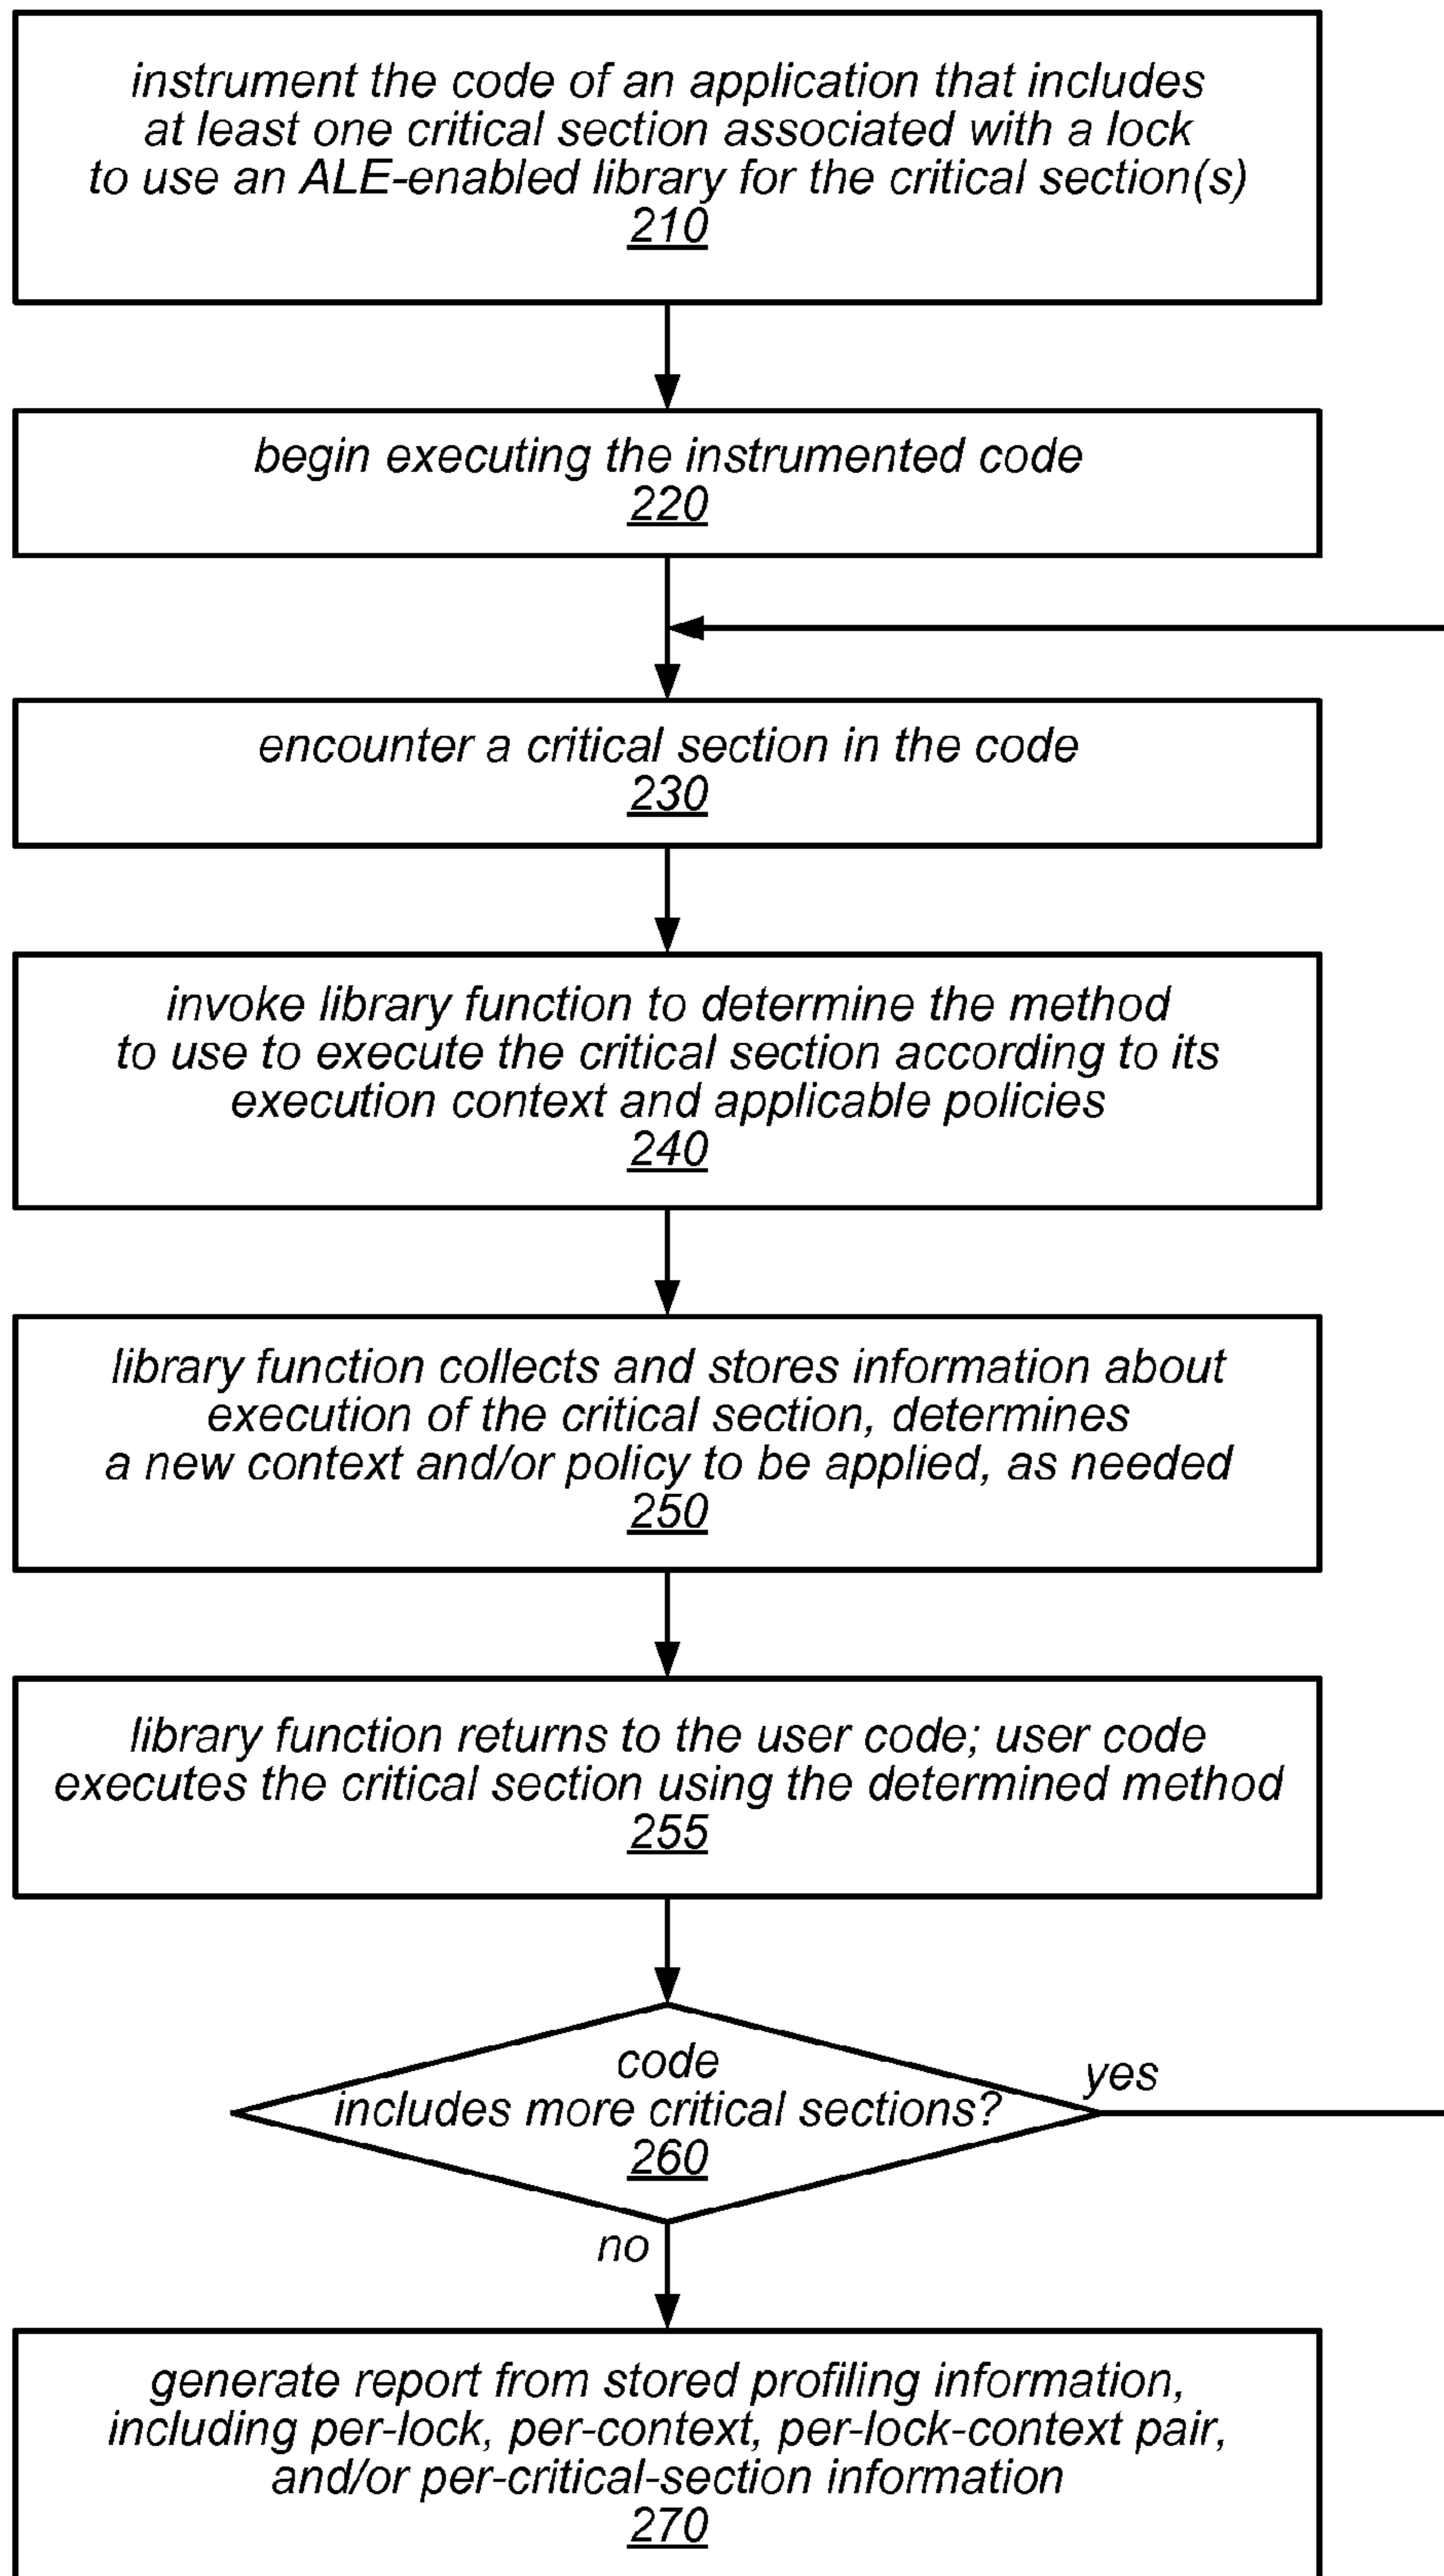 instrument the code of an application that includes
at least one critical section associated with a lock
to use an ALE-enabled library for the critical section(s)
210
begin executing the instrumented code
220
encounter a critical section in the code
230
invoke library function to determine the method
to use to execute the critical section according to its
execution context and applicable policies
240
library function collects and stores information about
execution of the critical section, determines
a new context and/or policy to be applied, as needed
250
library function returns to the user code; user code
executes the critical section using the determined method
255
code
includes more critical sections?
260
yes
no
generate report from stored profiling information,
including per-lock, per-context, per-lock-context pair,
and/or per-critical-section information
270